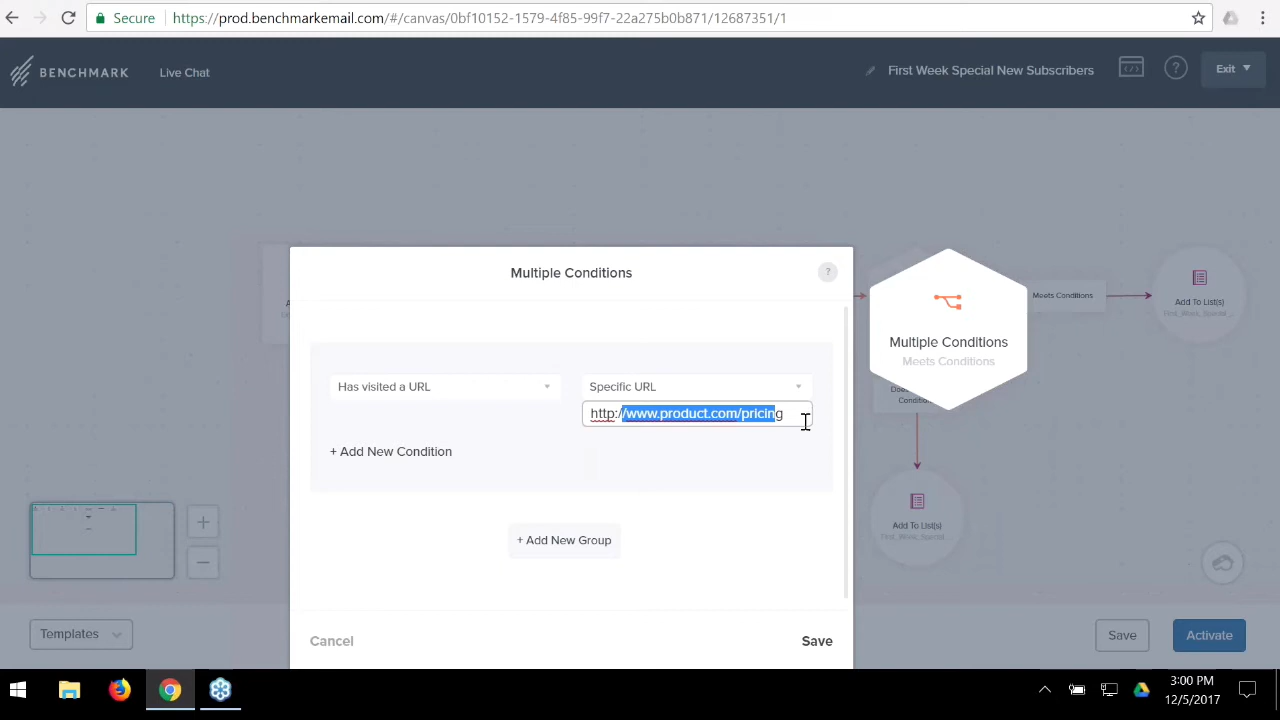 Secure
https://prod.benchmarkemail.com/#/canvas/0bf10152-1579-4f85-99f7-22a275b0b871/12687351/1
BENCHMARK
Live Chat
First Week Special New Subscribers
?
Exit
Multiple Conditions
?
Has visited a URL
Specific URL
http://www.product.com/pricing
+ Add New Condition
+ Add New Group
Cancel
Save
Multiple Conditions
Meets Conditions
Meets Conditions
Add To List(s)
First_Week_Special ...
Add To List(s)
First_Week_Special ...
+
−
Templates
Save
Activate
3:00 PM
12/5/2017